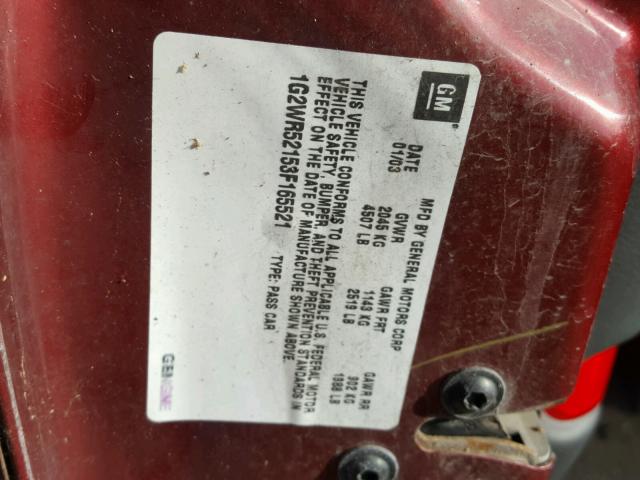 GM
MFD BY GENERAL MOTORS CORP
DATE GVWR GAWR FRT GAWR RR
01/03 2045 KG 1143 KG 902 KG
4507 LB 2519 LB 1988 LB
THIS VEHICLE CONFORMS TO ALL APPLICABLE U.S. FEDERAL MOTOR
VEHICLE SAFETY, BUMPER, AND THEFT PREVENTION STANDARDS IN
EFFECT ON THE DATE OF MANUFACTURE SHOWN ABOVE.
1G2WR52153F165521 TYPE: PASS CAR
GENUINE